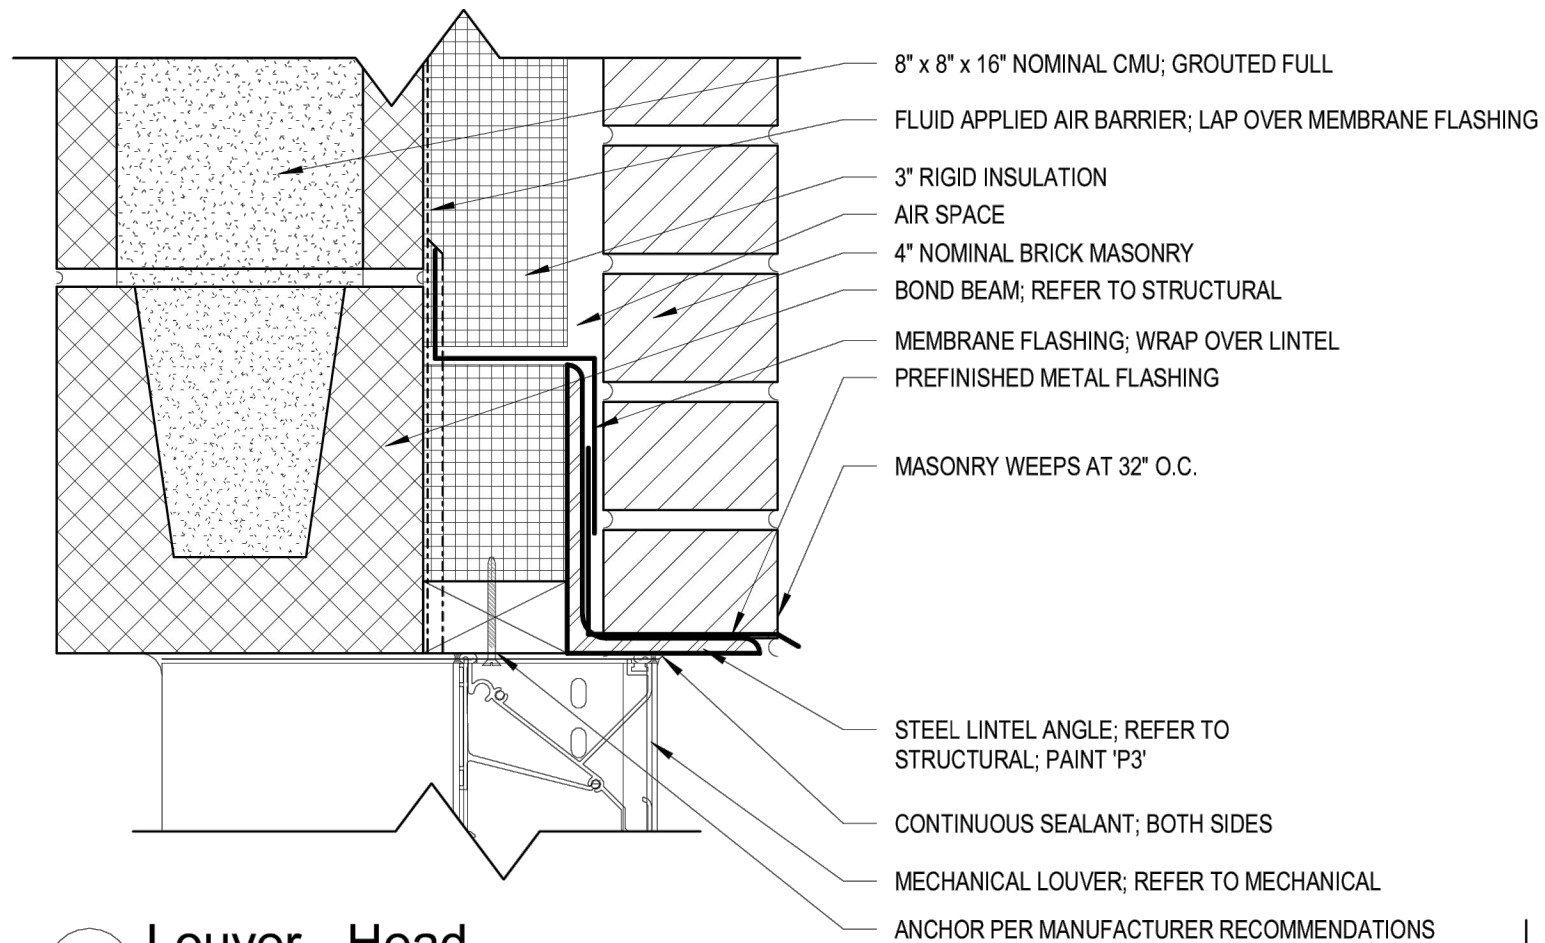 8" x 8" x 16" NOMINAL CMU; GROUTED FULL
FLUID APPLIED AIR BARRIER; LAP OVER MEMBRANE FLASHING
3" RIGID INSULATION
AIR SPACE
4" NOMINAL BRICK MASONRY
BOND BEAM; REFER TO STRUCTURAL
MEMBRANE FLASHING; WRAP OVER LINTEL
PREFINISHED METAL FLASHING
MASONRY WEEPS AT 32" O.C.
STEEL LINTEL ANGLE; REFER TO
STRUCTURAL; PAINT 'P3'
CONTINUOUS SEALANT; BOTH SIDES
MECHANICAL LOUVER; REFER TO MECHANICAL
ANCHOR PER MANUFACTURER RECOMMENDATIONS
Louver - Head